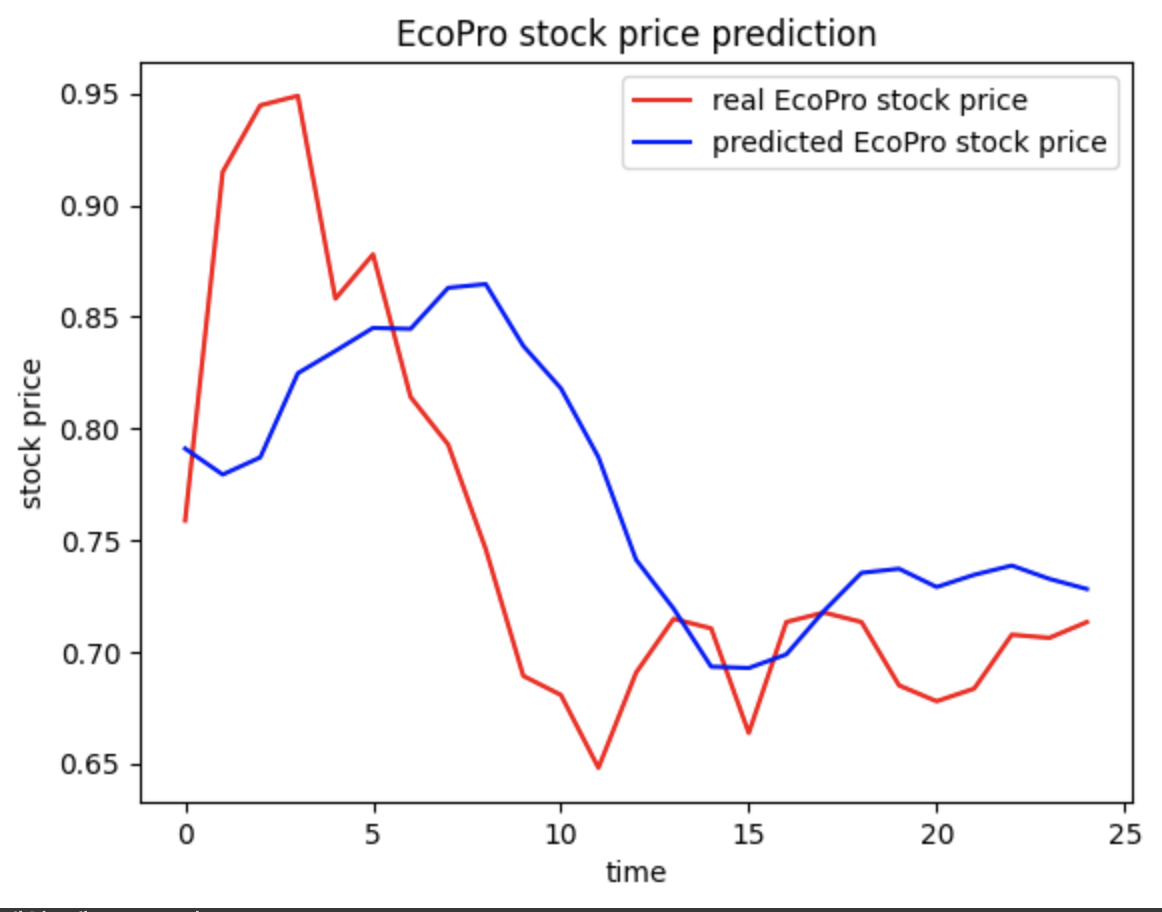 EcoPro stock price prediction
real EcoPro stock price
predicted EcoPro stock price
0.95
0.90
0.85
0.80
0.75
0.70
0.65
stock price
0
5
10
15
20
25
time